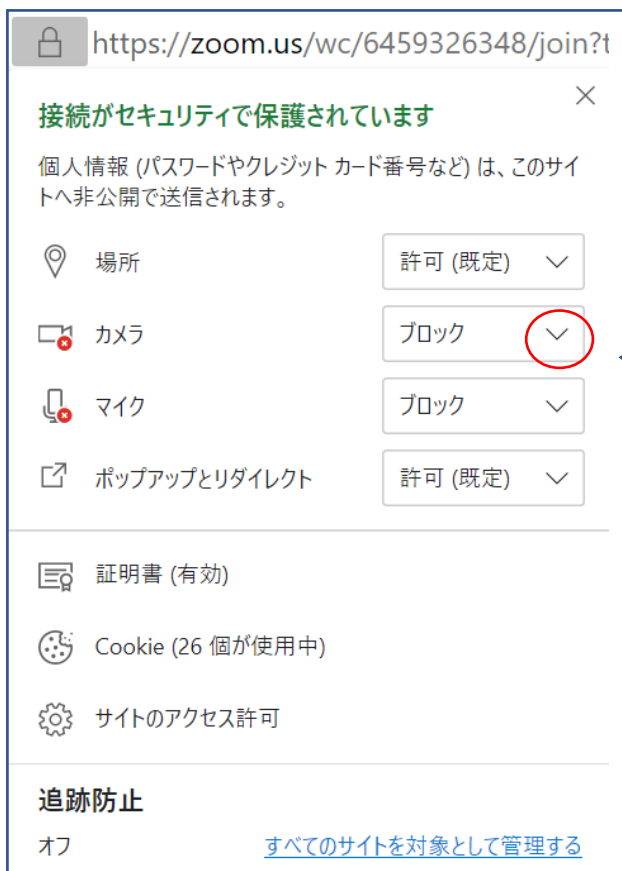 https://zoom.us/wc/6459326348/join?t
接続がセキュリティで保護されています
個人情報 (パスワードやクレジット カード番号など) は、このサイ
トへ非公開で送信されます。
場所 許可 (既定)
カメラ ブロック
マイク ブロック
ポップアップとリダイレクト 許可 (既定)
証明書 (有効)
Cookie (26 個が使用中)
サイトのアクセス許可
追跡防止
オフ すべてのサイトを対象として管理する